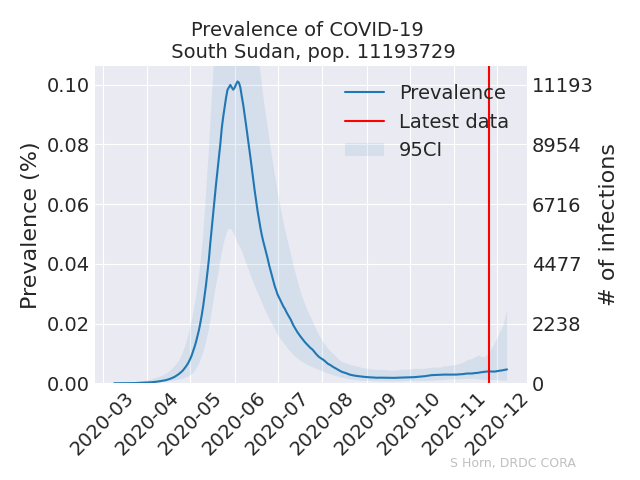 Prevalence of COVID-19
South Sudan, pop. 11193729
Prevalence (%)
0.10
0.08
0.06
0.04
0.02
0.00
Prevalence
Latest data
95CI
11193
8954
6716
4477
2238
0
# of infections
2020-03
2020-04
2020-05
2020-06
2020-07
2020-08
2020-09
2020-10
2020-11
2020-12
S Horn, DRDC CORA